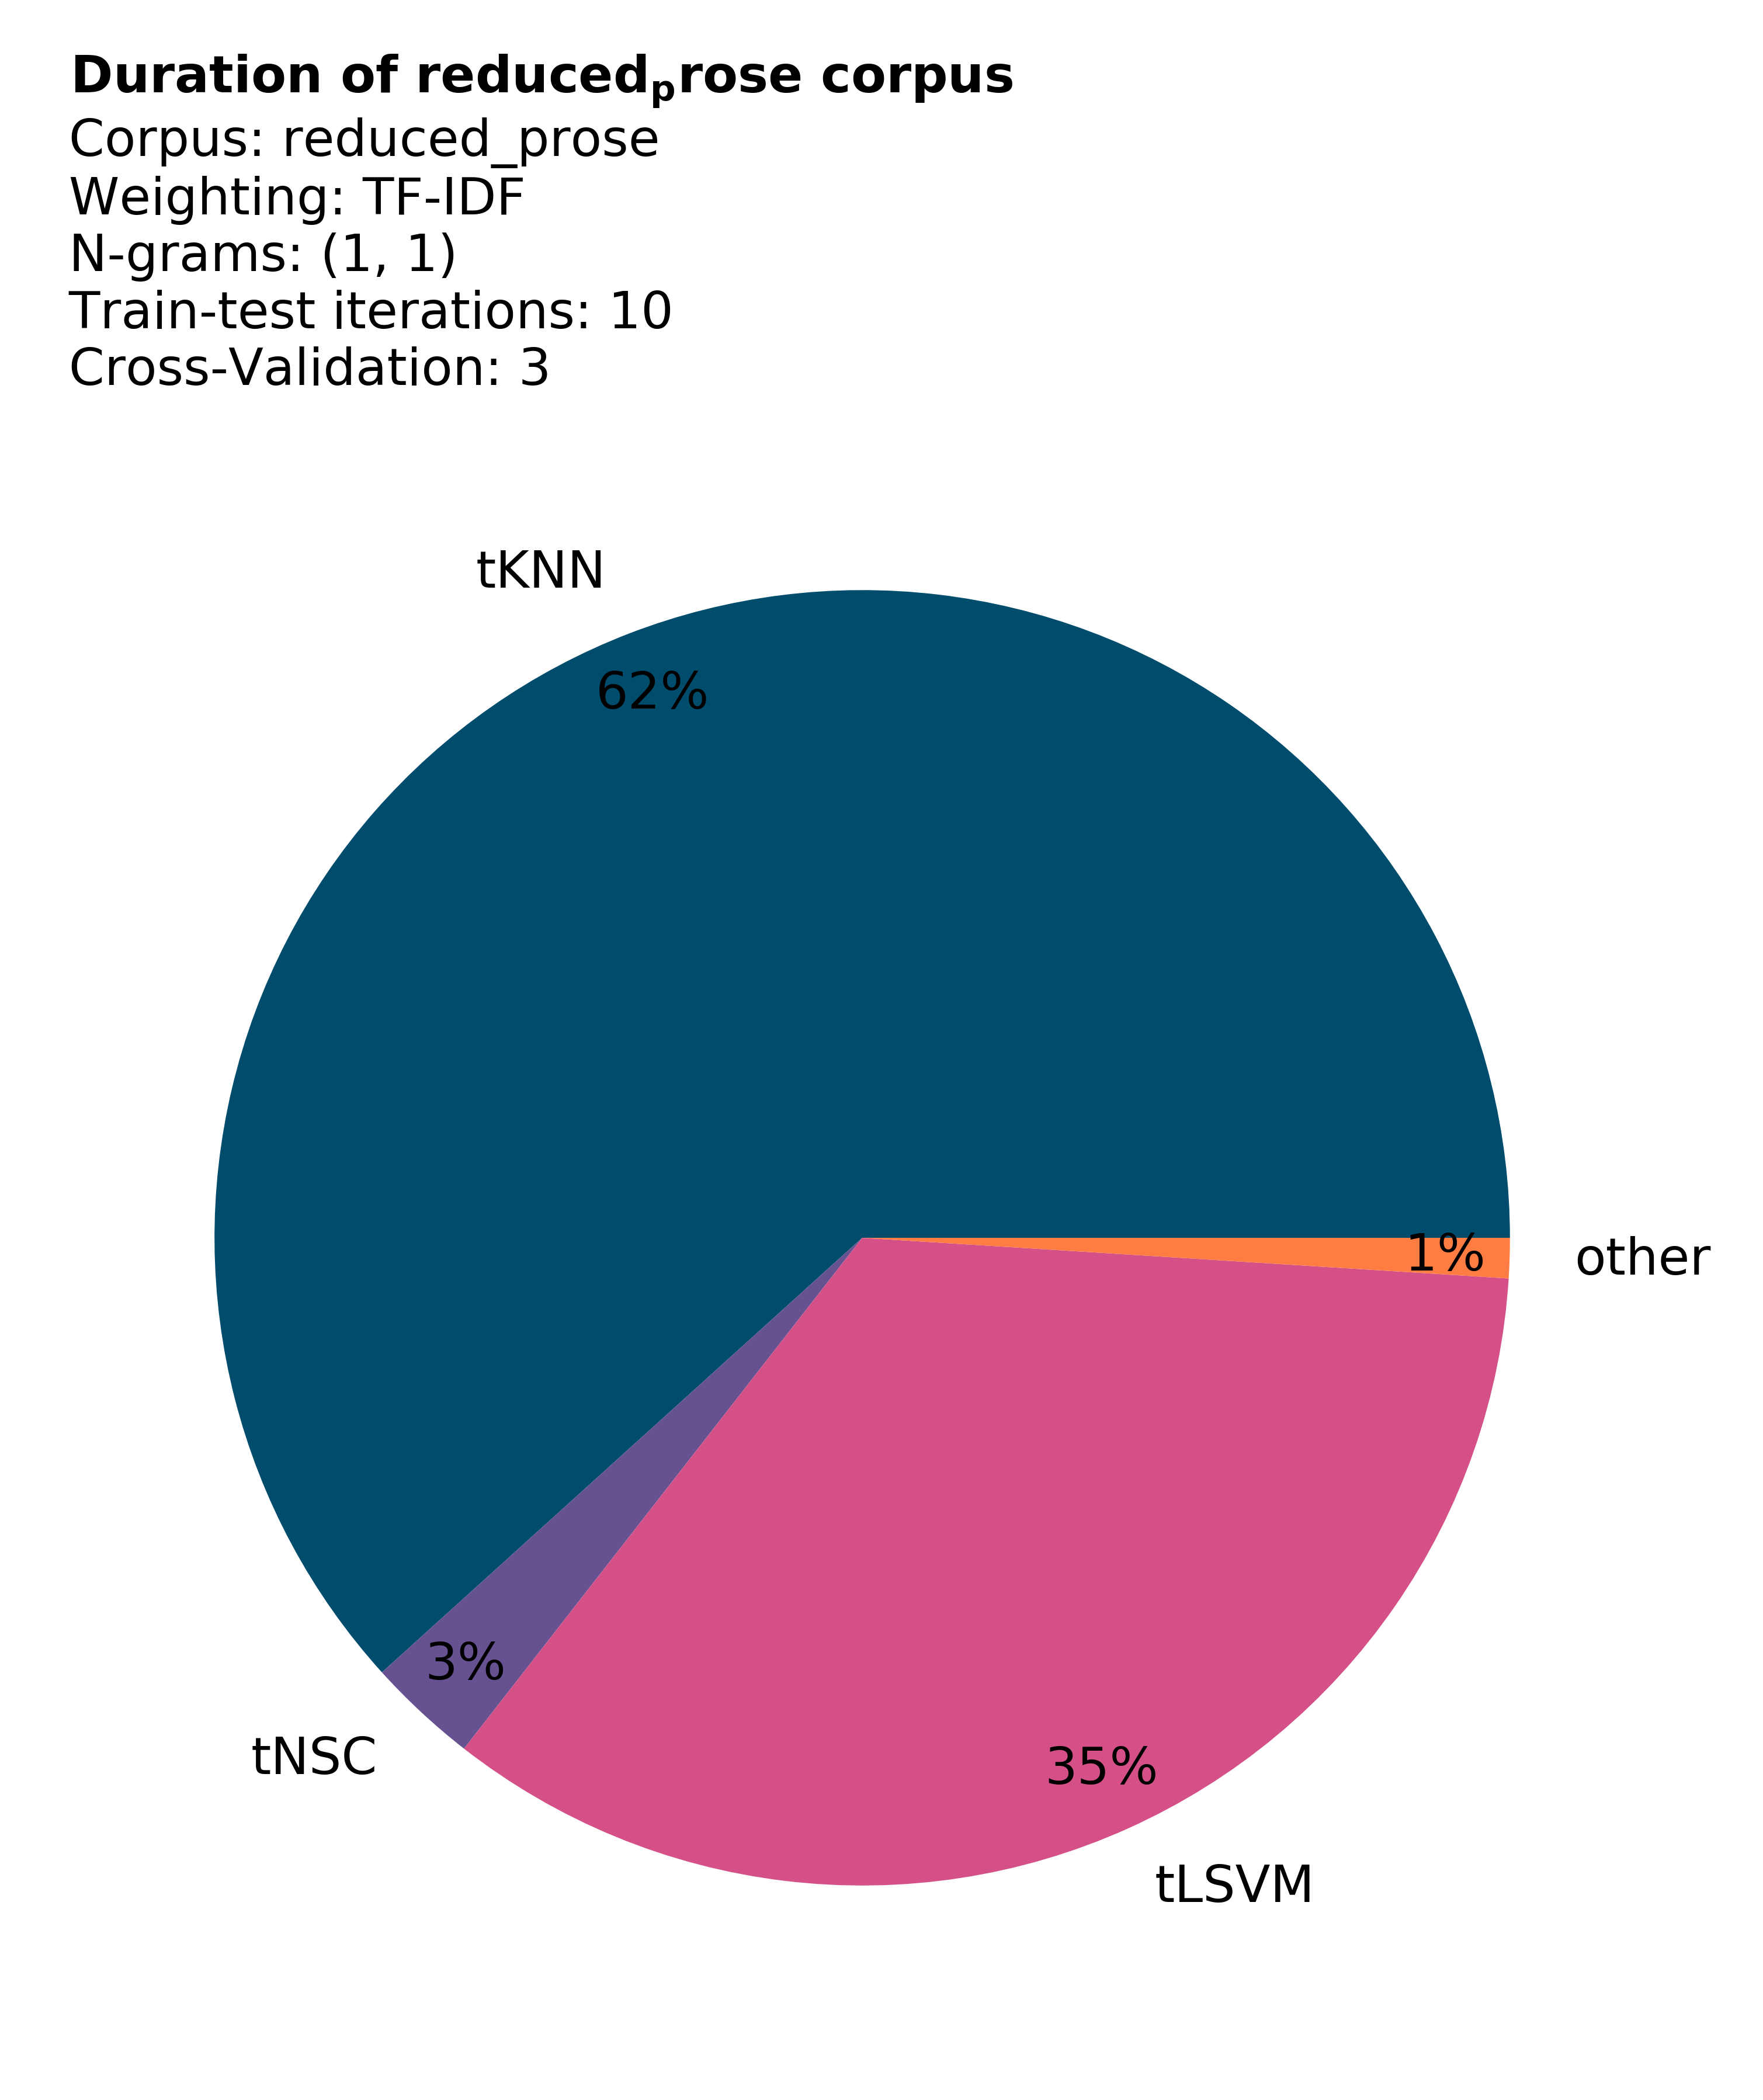 Duration of reducedₚrose corpus
Corpus: reduced_prose
Weighting: TF-IDF
N-grams: (1, 1)
Train-test iterations: 10
Cross-Validation: 3
tKNN
62%
1%
other
3%
tNSC
35%
tLSVM